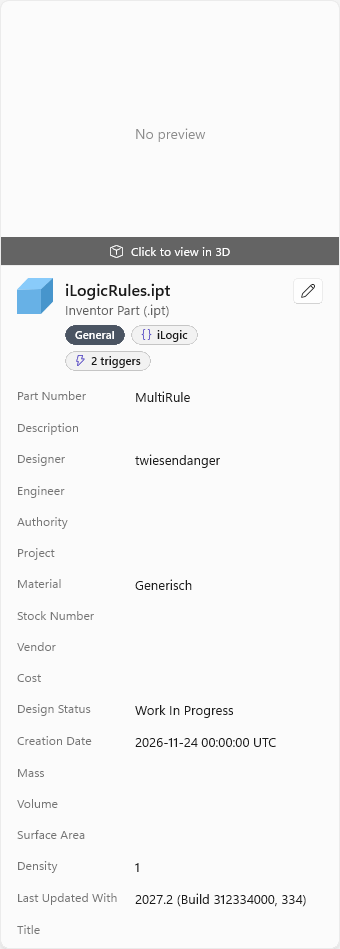 No preview
Click to view in 3D
iLogicRules.ipt
Inventor Part (.ipt)
General
{} iLogic
2 triggers
Part Number MultiRule
Description
Designer twiesendanger
Engineer
Authority
Project
Material Generisch
Stock Number
Vendor
Cost
Design Status Work In Progress
Creation Date 2026-11-24 00:00:00 UTC
Mass
Volume
Surface Area
Density 1
Last Updated With 2027.2 (Build 312334000, 334)
Title